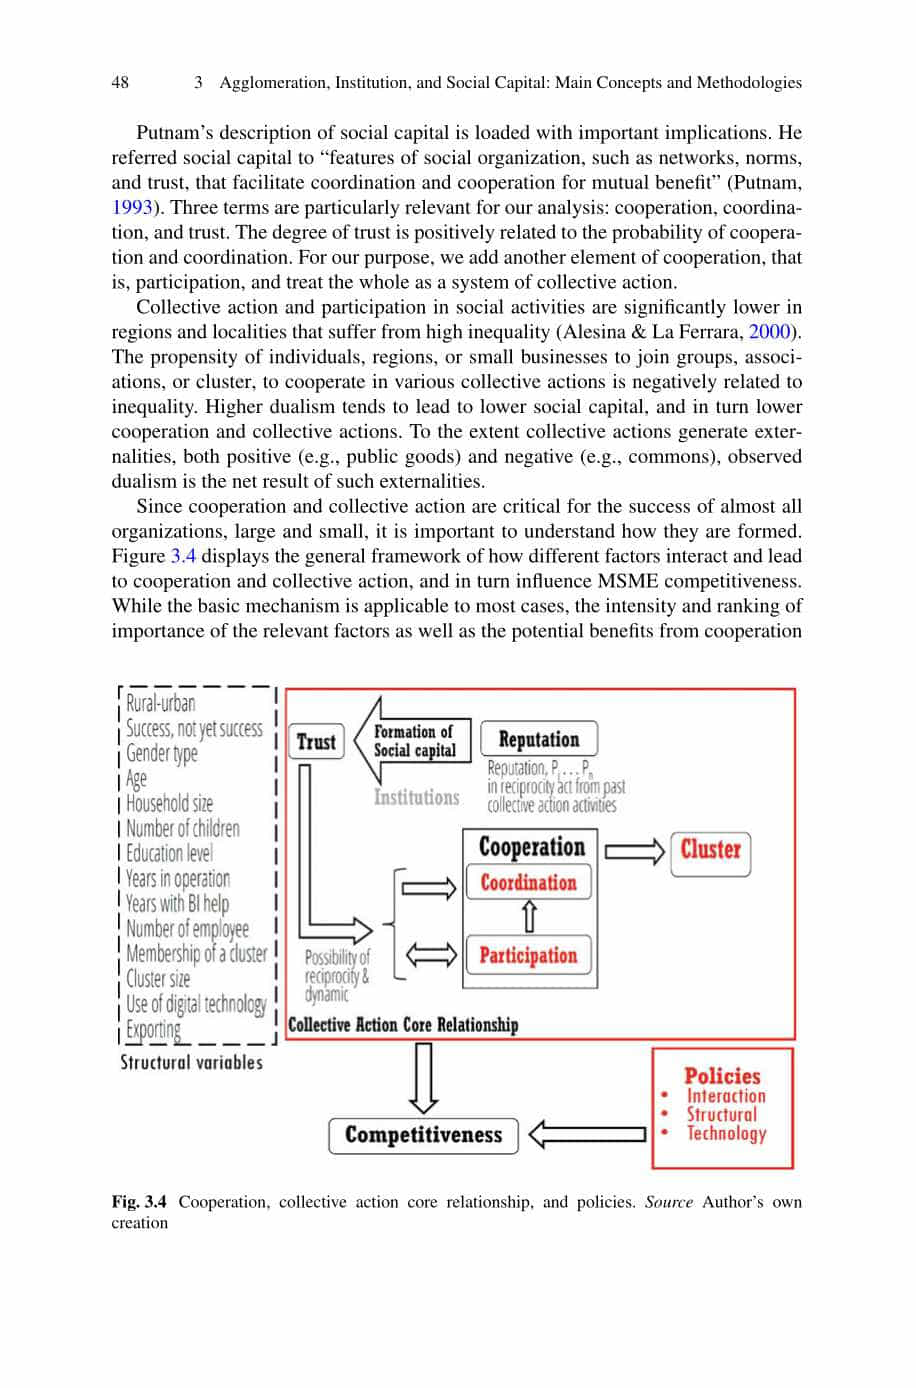 48 3 Agglomeration, Institution, and Social Capital: Main Concepts and Methodologies
Putnam’s description of social capital is loaded with important implications. He
referred social capital to “features of social organization, such as networks, norms,
and trust, that facilitate coordination and cooperation for mutual benefit” (Putnam,
1993). Three terms are particularly relevant for our analysis: cooperation, coordina-
tion, and trust. The degree of trust is positively related to the probability of coopera-
tion and coordination. For our purpose, we add another element of cooperation, that
is, participation, and treat the whole as a system of collective action.
Collective action and participation in social activities are significantly lower in
regions and localities that suffer from high inequality (Alesina & La Ferrara, 2000).
The propensity of individuals, regions, or small businesses to join groups, associ-
ations, or cluster, to cooperate in various collective actions is negatively related to
inequality. Higher dualism tends to lead to lower social capital, and in turn lower
cooperation and collective actions. To the extent collective actions generate exter-
nalities, both positive (e.g., public goods) and negative (e.g., commons), observed
dualism is the net result of such externalities.
Since cooperation and collective action are critical for the success of almost all
organizations, large and small, it is important to understand how they are formed.
Figure 3.4 displays the general framework of how different factors interact and lead
to cooperation and collective action, and in turn influence MSME competitiveness.
While the basic mechanism is applicable to most cases, the intensity and ranking of
importance of the relevant factors as well as the potential benefits from cooperation
Rural-urban
Success, not yet success
Gender type
Age
Household size
Number of children
Education level
Years in operation
Years with BI help
Number of employee
Membership of a cluster
Cluster size
Use of digital technology
Exporting
Structural variables
Trust
Formation of
Social capital
Institutions
Reputation
Reputation, Pi . . . Pn
in reciprocity act from past
collective action activities
Cooperation
Coordination
Participation
Cluster
Possibility of
reciprocity &
dynamic
Collective Action Core Relationship
Competitiveness
Policies
• Interaction
• Structural
• Technology
Fig. 3.4 Cooperation, collective action core relationship, and policies. Source Author’s own
creation